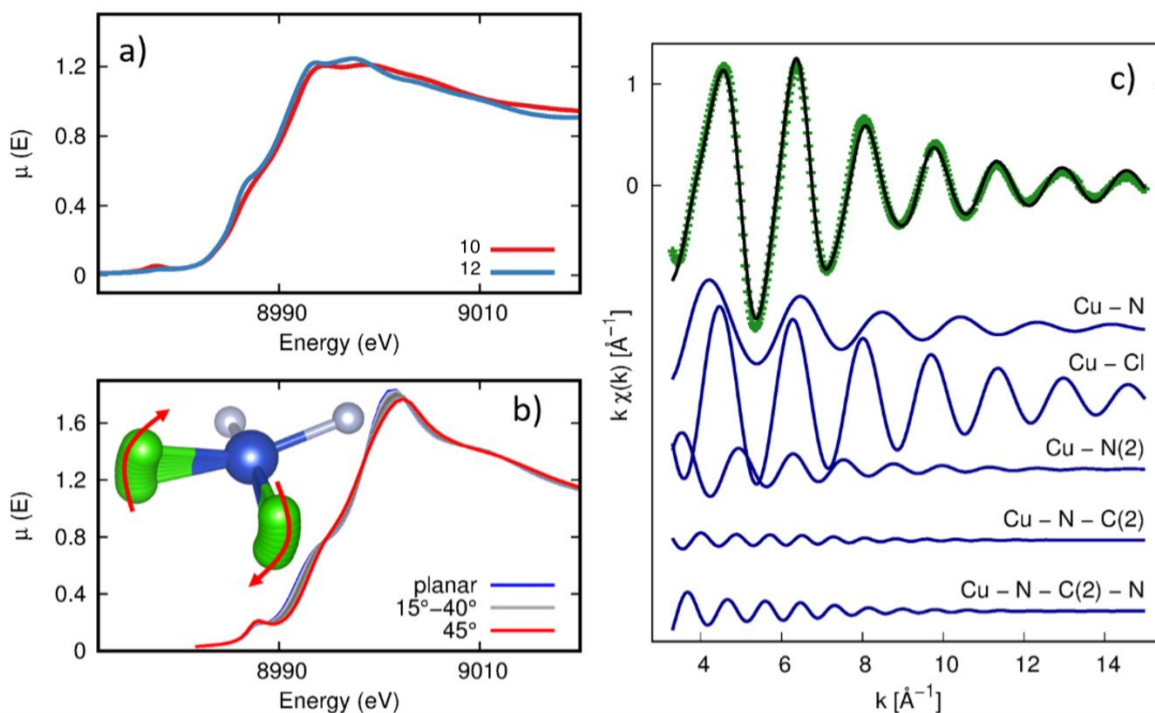 a)
μ (E)
1.2
0.8
0.4
0
10
12
8990
9010
Energy (eV)
b)
μ (E)
1.6
1.2
0.8
0.4
0
planar
15°−40°
45°
8990
9010
Energy (eV)
c)
k χ(k) [Å⁻¹]
1
0
Cu − N
Cu − Cl
Cu − N(2)
Cu − N − C(2)
Cu − N − C(2) − N
4 6 8 10 12 14
k [Å⁻¹]